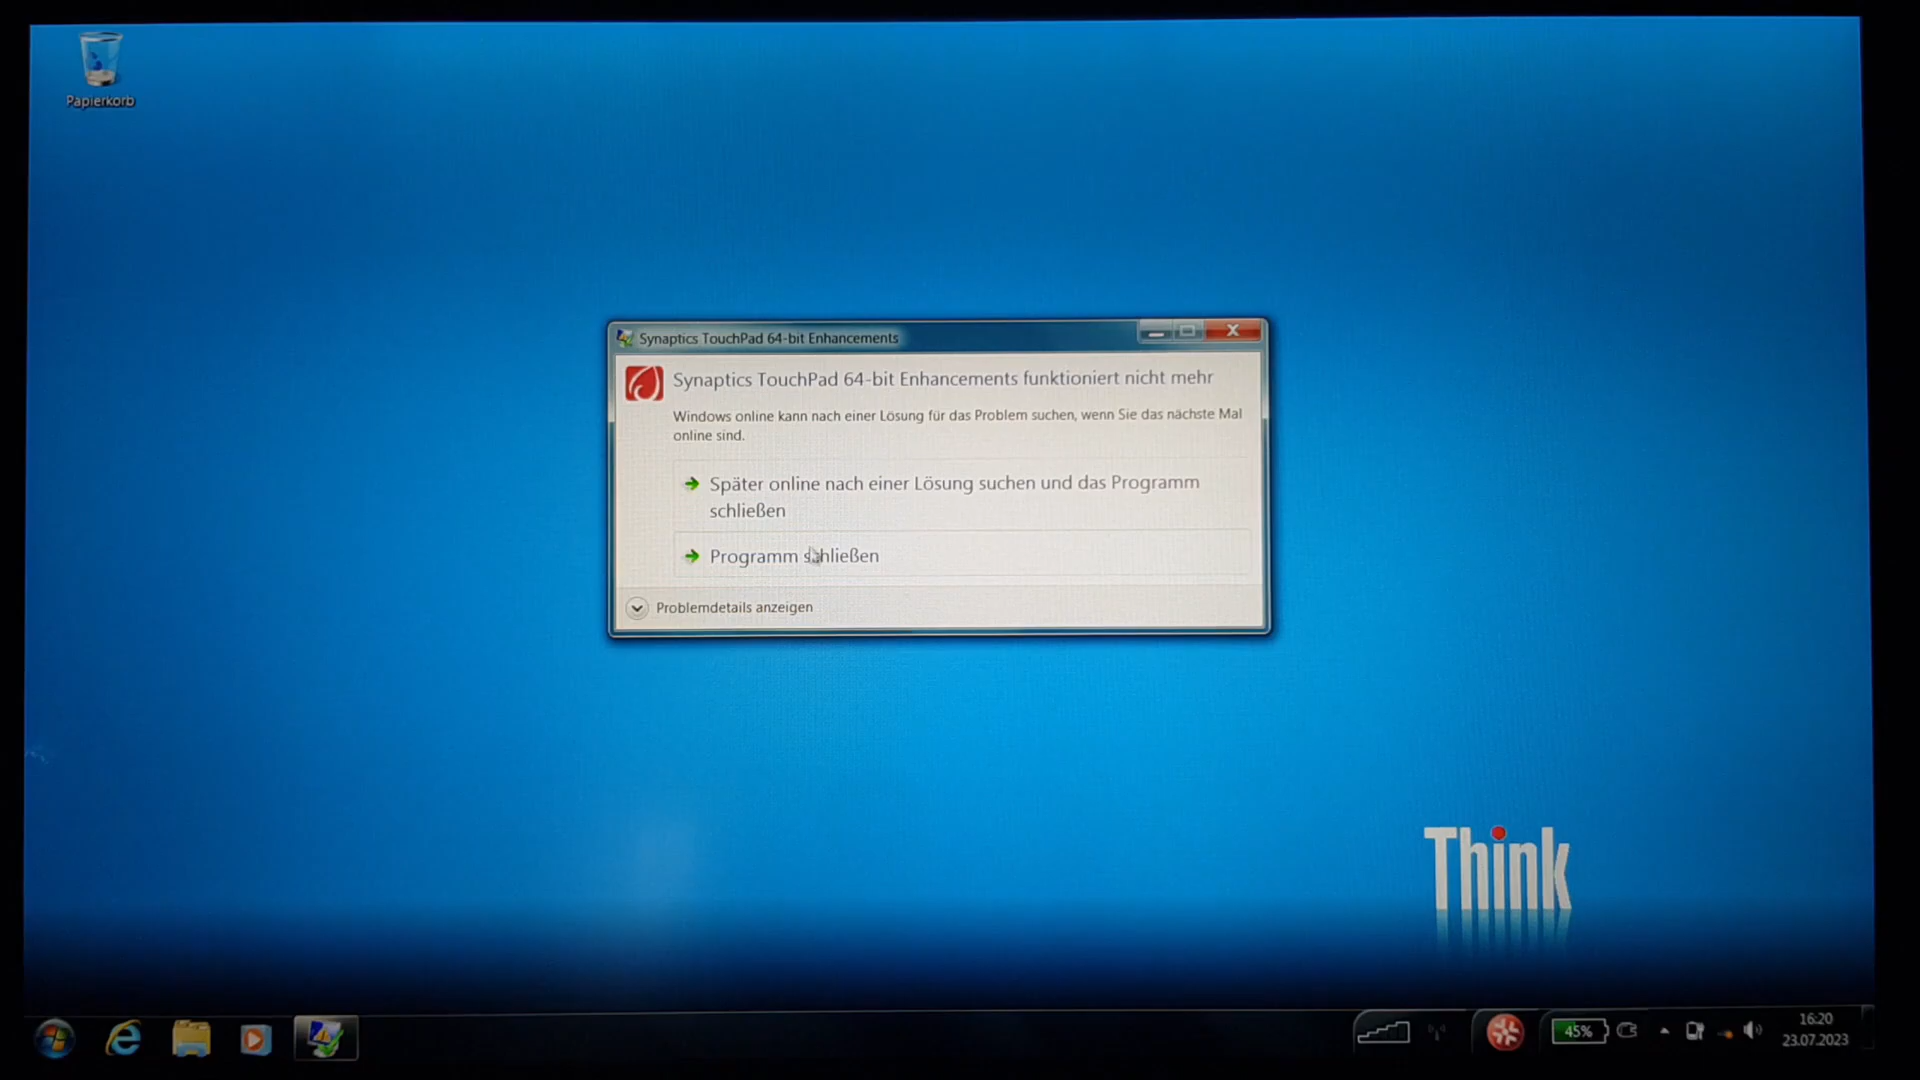 Papierkorb
Synaptics TouchPad 64-bit Enhancements
Synaptics TouchPad 64-bit Enhancements funktioniert nicht mehr
Windows online kann nach einer Lösung für das Problem suchen, wenn Sie das nächste Mal
online sind.
Später online nach einer Lösung suchen und das Programm
schließen
Programm schließen
Problemdetails anzeigen
Think
45%
16:20
23.07.2023